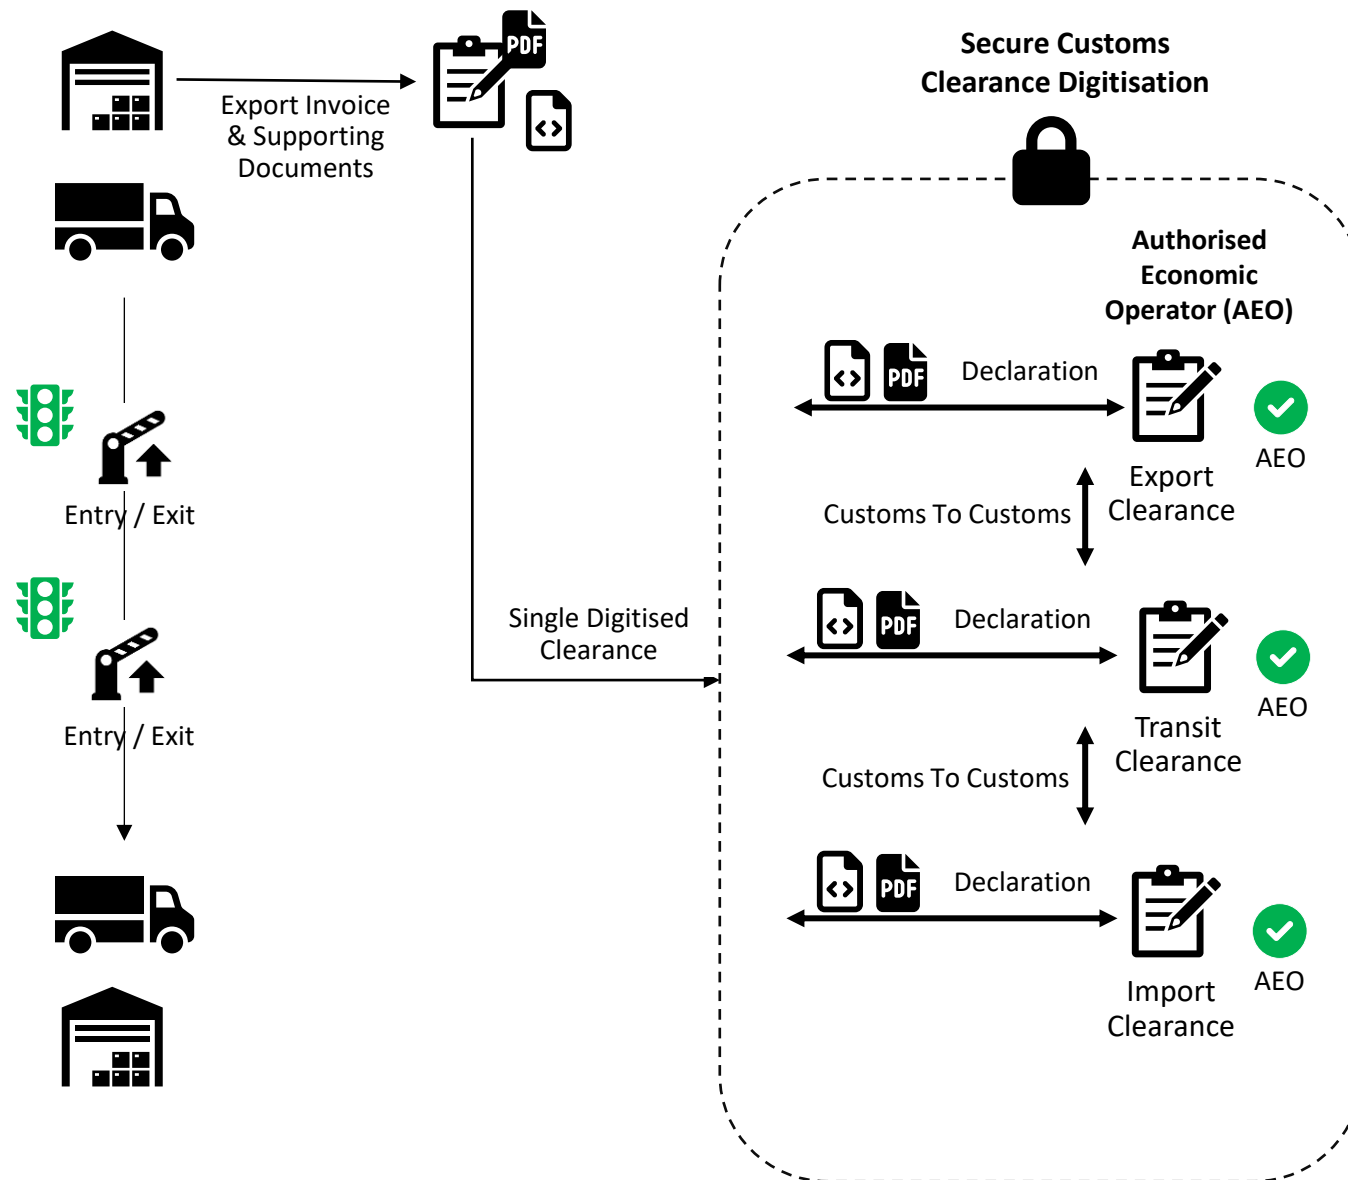 PDF
Export Invoice
& Supporting
Documents
Secure Customs
Clearance Digitisation
Authorised
Economic
Operator (AEO)
PDF
Declaration
AEO
Export
Clearance
Entry / Exit
Customs To Customs
Single Digitised
Clearance
PDF
Declaration
AEO
Transit
Clearance
Entry / Exit
Customs To Customs
PDF
Declaration
AEO
Import
Clearance